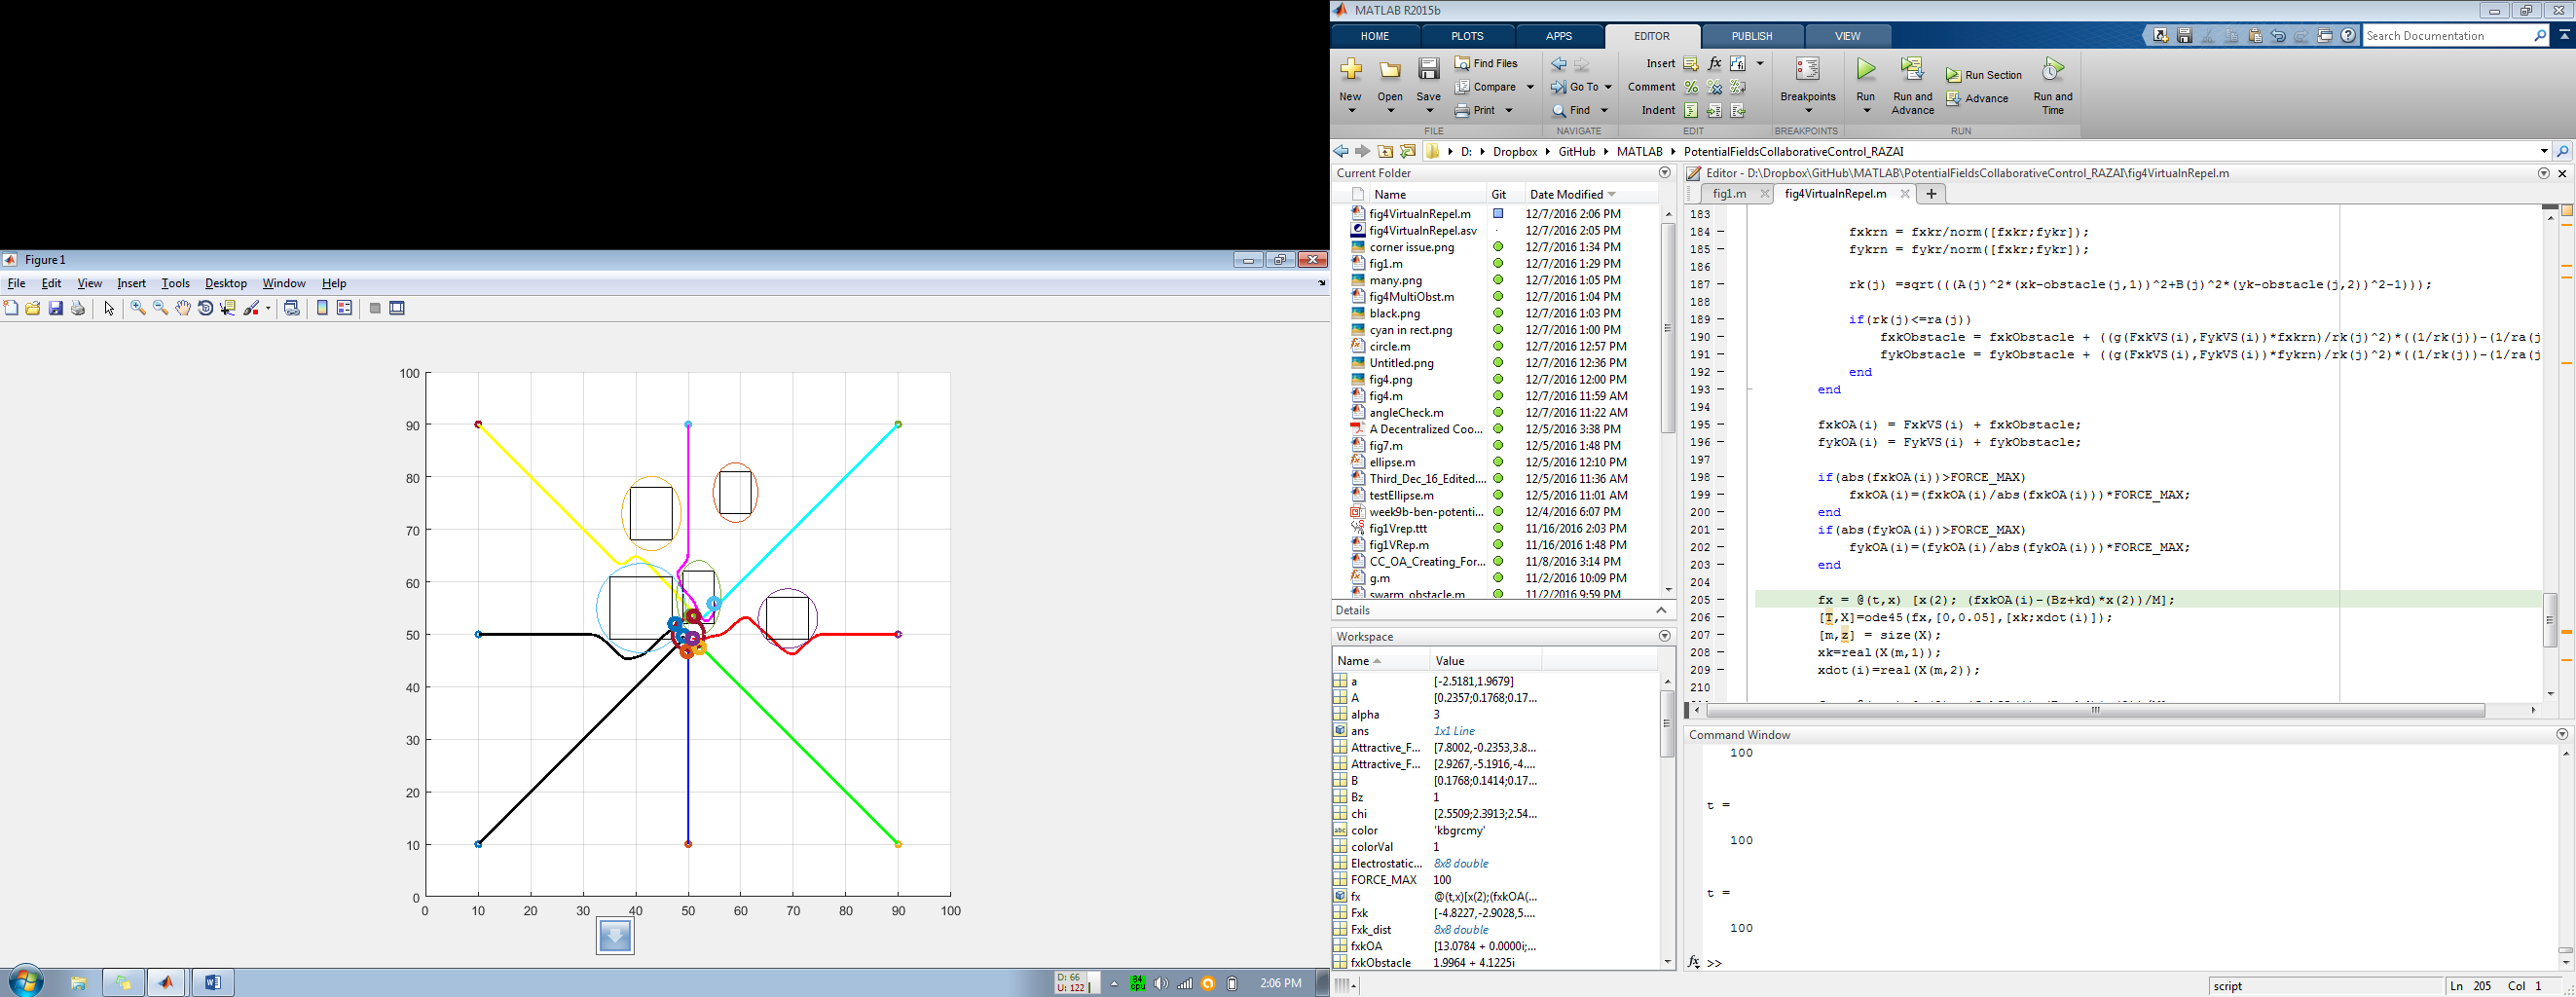 Figure 1
File Edit View Insert Tools Desktop Window Help
100
90
80
70
60
50
40
30
20
10
0
0 10 20 30 40 50 60 70 80 90 100
D: 66
U: 122
84
cpu
2:06 PM
MATLAB R2015b
HOME PLOTS APPS EDITOR PUBLISH VIEW
Search Documentation
New Open Save
Find Files
Compare
Print
FILE
Go To
Find
NAVIGATE
Insert
Comment
Indent
EDIT
Breakpoints
BREAKPOINTS
Run
Run and Advance
Run Section
Advance
Run and Time
RUN
D: Dropbox GitHub MATLAB PotentialFieldsCollaborativeControl_RAZAI
Current Folder
Name Git Date Modified
fig4VirtualnRepel.m 12/7/2016 2:06 PM
fig4VirtualnRepel.asv 12/7/2016 2:05 PM
corner issue.png 12/7/2016 1:34 PM
fig1.m 12/7/2016 1:29 PM
many.png 12/7/2016 1:05 PM
fig4MultiObst.m 12/7/2016 1:04 PM
black.png 12/7/2016 1:03 PM
cyan in rect.png 12/7/2016 1:00 PM
circle.m 12/7/2016 12:57 PM
Untitled.png 12/7/2016 12:36 PM
fig4.png 12/7/2016 12:00 PM
fig4.m 12/7/2016 11:59 AM
angleCheck.m 12/7/2016 11:22 AM
A Decentralized Coo... 12/5/2016 3:38 PM
fig7.m 12/5/2016 1:48 PM
ellipse.m 12/5/2016 12:10 PM
Third_Dec_16_Edited.... 12/5/2016 11:36 AM
testEllipse.m 12/5/2016 11:01 AM
week9b-ben-potenti... 12/4/2016 6:07 PM
fig1Vrep.ttt 11/16/2016 2:03 PM
fig1VRep.m 11/16/2016 1:48 PM
CC_OA_Creating_For... 11/8/2016 3:14 PM
g.m 11/2/2016 10:09 PM
swarm_obstacle.m 11/2/2016 9:59 PM
Details
Workspace
Name Value
a [-2.5181,1.9679]
A [0.2357;0.1768;0.17...
alpha 3
ans 1x1 Line
Attractive_F... [7.8002,-0.2353,3.8...
Attractive_F... [2.9267,-5.1916,-4....
B [0.1768;0.1414;0.17...
Bz 1
chi [2.5509;2.3913;2.54...
color 'kbgrcmy'
colorVal 1
Electrostatic... 8x8 double
FORCE_MAX 100
fx @(t,x)[x(2);(fxkOA(...
Fxk [-4.8227,-2.9028,5....
Fxk_dist 8x8 double
fxkOA [13.0784 + 0.0000i;...
fxkObstacle 1.9964 + 4.1225i
Editor - D:\Dropbox\GitHub\MATLAB\PotentialFieldsCollaborativeControl_RAZAI\fig4VirtualnRepel.m
fig1.m fig4VirtualnRepel.m
183
184 fxkrn = fxkr/norm([fxkr;fykr]);
185 fykrn = fykr/norm([fxkr;fykr]);
186
187 rk(j) =sqrt(((A(j)^2*(xk-obstacle(j,1))^2+B(j)^2*(yk-obstacle(j,2))^2-1)));
188
189 if(rk(j)<=ra(j))
190 fxkObstacle = fxkObstacle + ((g(FxkVS(i),FykVS(i))*fxkrn)/rk(j)^2)*((1/rk(j))-(1/ra(j
191 fykObstacle = fykObstacle + ((g(FxkVS(i),FykVS(i))*fykrn)/rk(j)^2)*((1/rk(j))-(1/ra(j
192 end
193 end
194
195 fxkOA(i) = FxkVS(i) + fxkObstacle;
196 fykOA(i) = FykVS(i) + fykObstacle;
197
198 if(abs(fxkOA(i))>FORCE_MAX)
199 fxkOA(i)=(fxkOA(i)/abs(fxkOA(i)))*FORCE_MAX;
200 end
201 if(abs(fykOA(i))>FORCE_MAX)
202 fykOA(i)=(fykOA(i)/abs(fykOA(i)))*FORCE_MAX;
203 end
204
205 fx = @(t,x) [x(2); (fxkOA(i)-(Bz+kd)*x(2))/M];
206 [T,X]=ode45(fx,[0,0.05],[xk;xdot(i)]);
207 [m,z] = size(X);
208 xk=real(X(m,1));
209 xdot(i)=real(X(m,2));
210
Command Window
100
t =
100
t =
100
fx >>
script Ln 205 Col 1